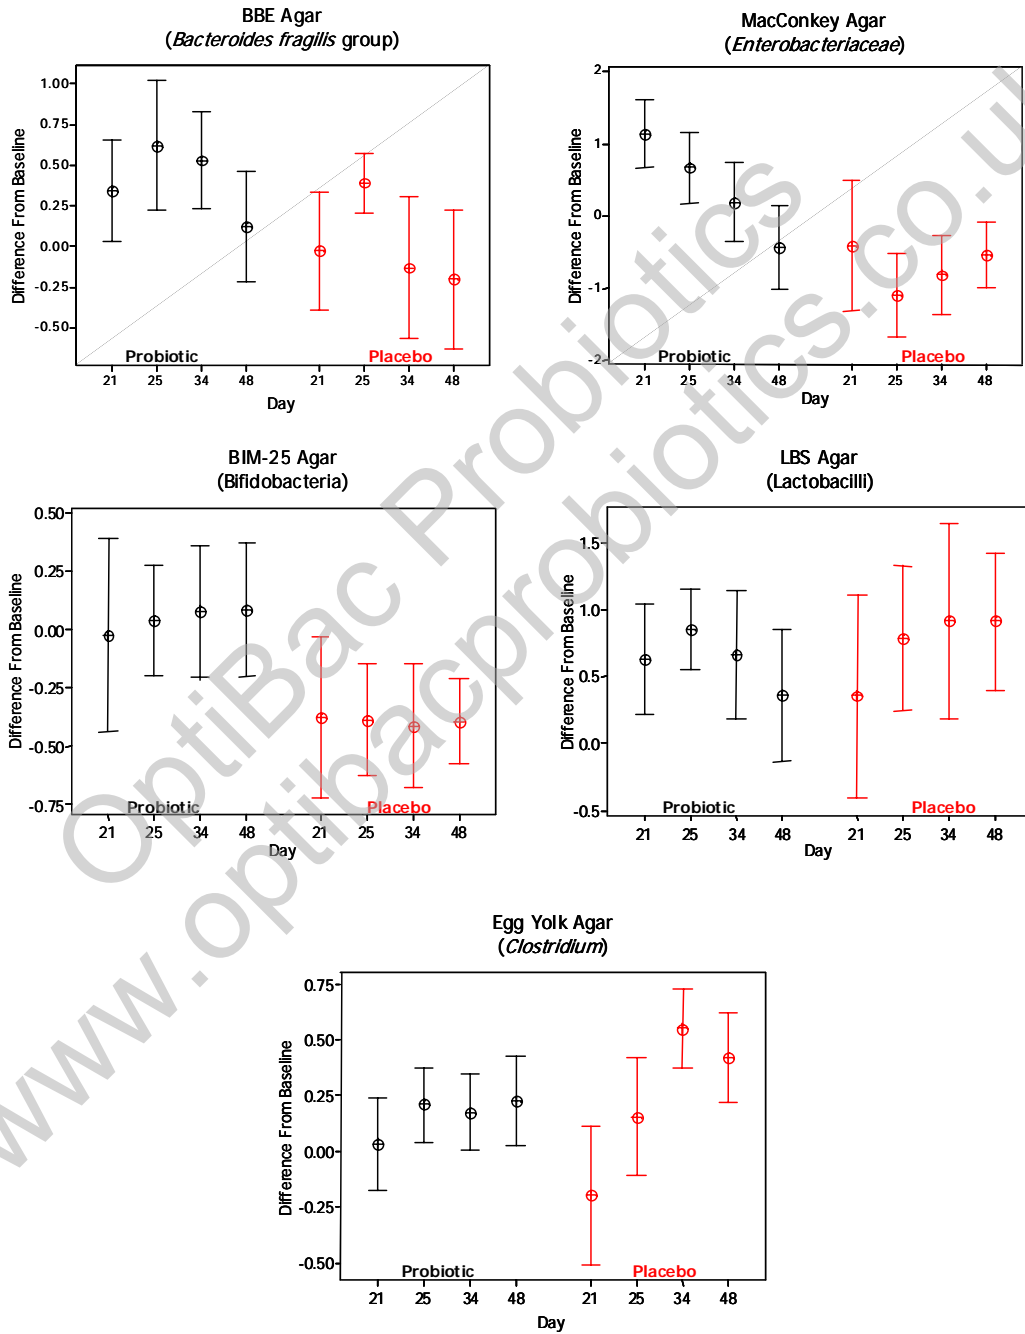 BBE Agar
(Bacteroides fragilis group)
Difference From Baseline
1.00
0.75
0.50
0.25
0.00
-0.25
-0.50
Probiotic
Placebo
21 25 34 48 21 25 34 48
Day
MacConkey Agar
(Enterobacteriaceae)
Difference From Baseline
2
1
0
-1
-2
Probiotic
Placebo
21 25 34 48 21 25 34 48
Day
BIM-25 Agar
(Bifidobacteria)
Difference From Baseline
0.50
0.25
0.00
-0.25
-0.50
-0.75
Probiotic
Placebo
21 25 34 48 21 25 34 48
Day
LBS Agar
(Lactobacilli)
Difference From Baseline
1.5
1.0
0.5
0.0
-0.5
Probiotic
Placebo
21 25 34 48 21 25 34 48
Day
Egg Yolk Agar
(Clostridium)
Difference From Baseline
0.75
0.50
0.25
0.00
-0.25
-0.50
Probiotic
Placebo
21 25 34 48 21 25 34 48
Day
OptiBac Probiotics
www.optibacprobiotics.co.u